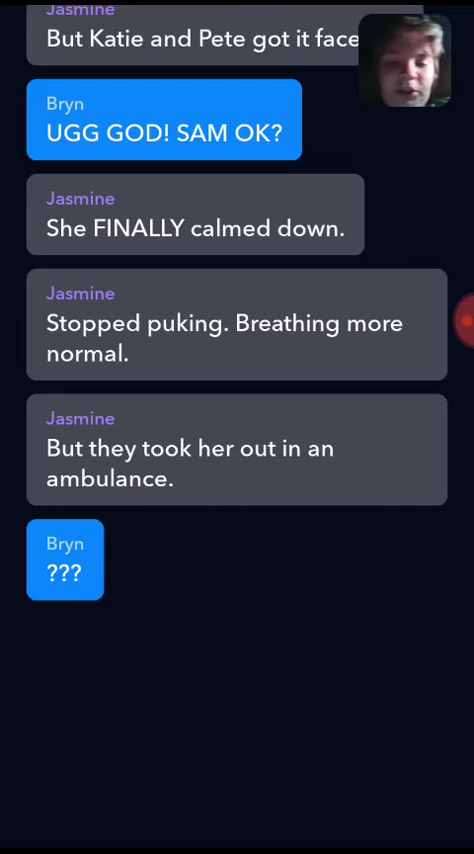 Jasmine
But Katie and Pete got it face
Bryn
UGG GOD! SAM OK?
Jasmine
She FINALLY calmed down.
Jasmine
Stopped puking. Breathing more
normal.
Jasmine
But they took her out in an
ambulance.
Bryn
???